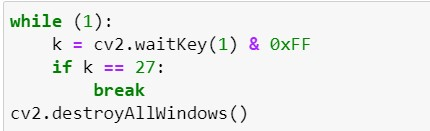 while (1):
    k = cv2.waitKey(1) & 0xFF
    if k == 27:
        break
cv2.destroyAllWindows()